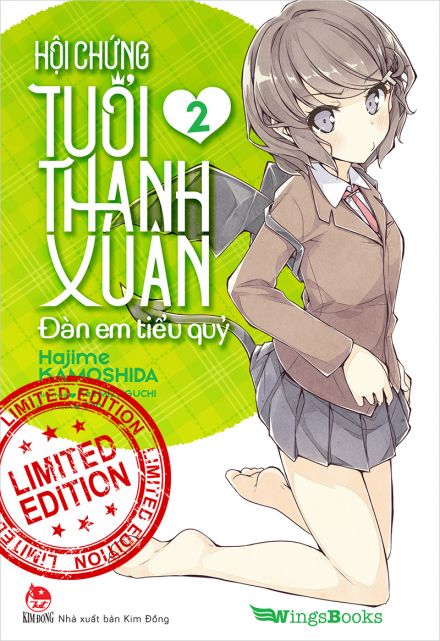 HỘI CHỨNG
TUỔI
2
THANH
XUÂN
Đàn em tiểu quỷ
Hajime
KAMOSHIDA
LIMITED EDITION
LIMITED
EDITION
LIMITED EDITION
KIM ĐỒNG
Nhà xuất bản Kim Đồng
WingsBooks